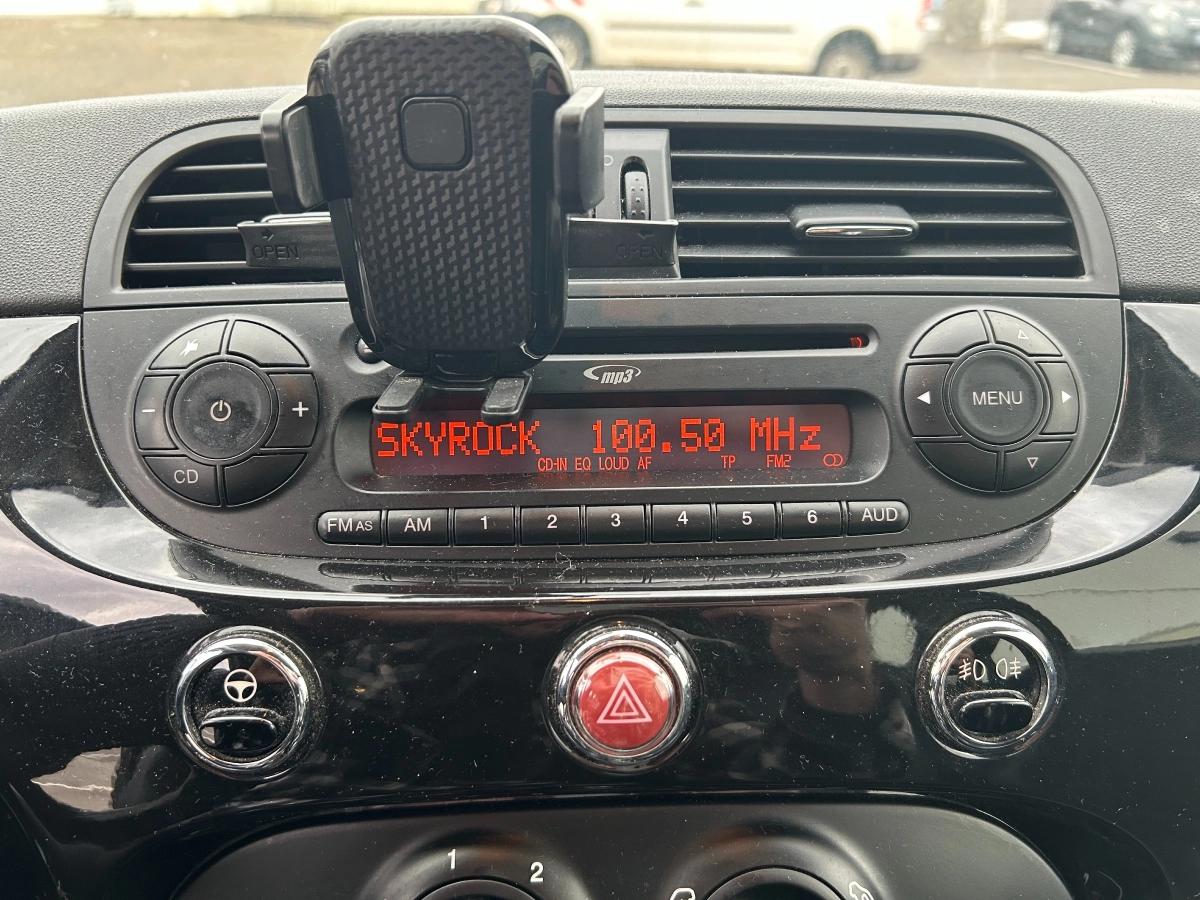 OPEN OPEN
mp3
MENU
SKYROCK 100.50 MHz
CD-IN EQ LOUD AF TP FM2
CD
FM AS AM 1 2 3 4 5 6 AUD
1 2